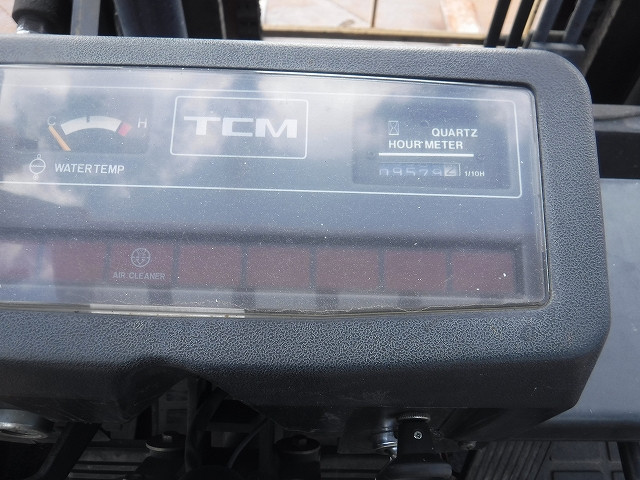 C H
WATER TEMP
TCM
QUARTZ
HOUR METER
1/10H
AIR CLEANER